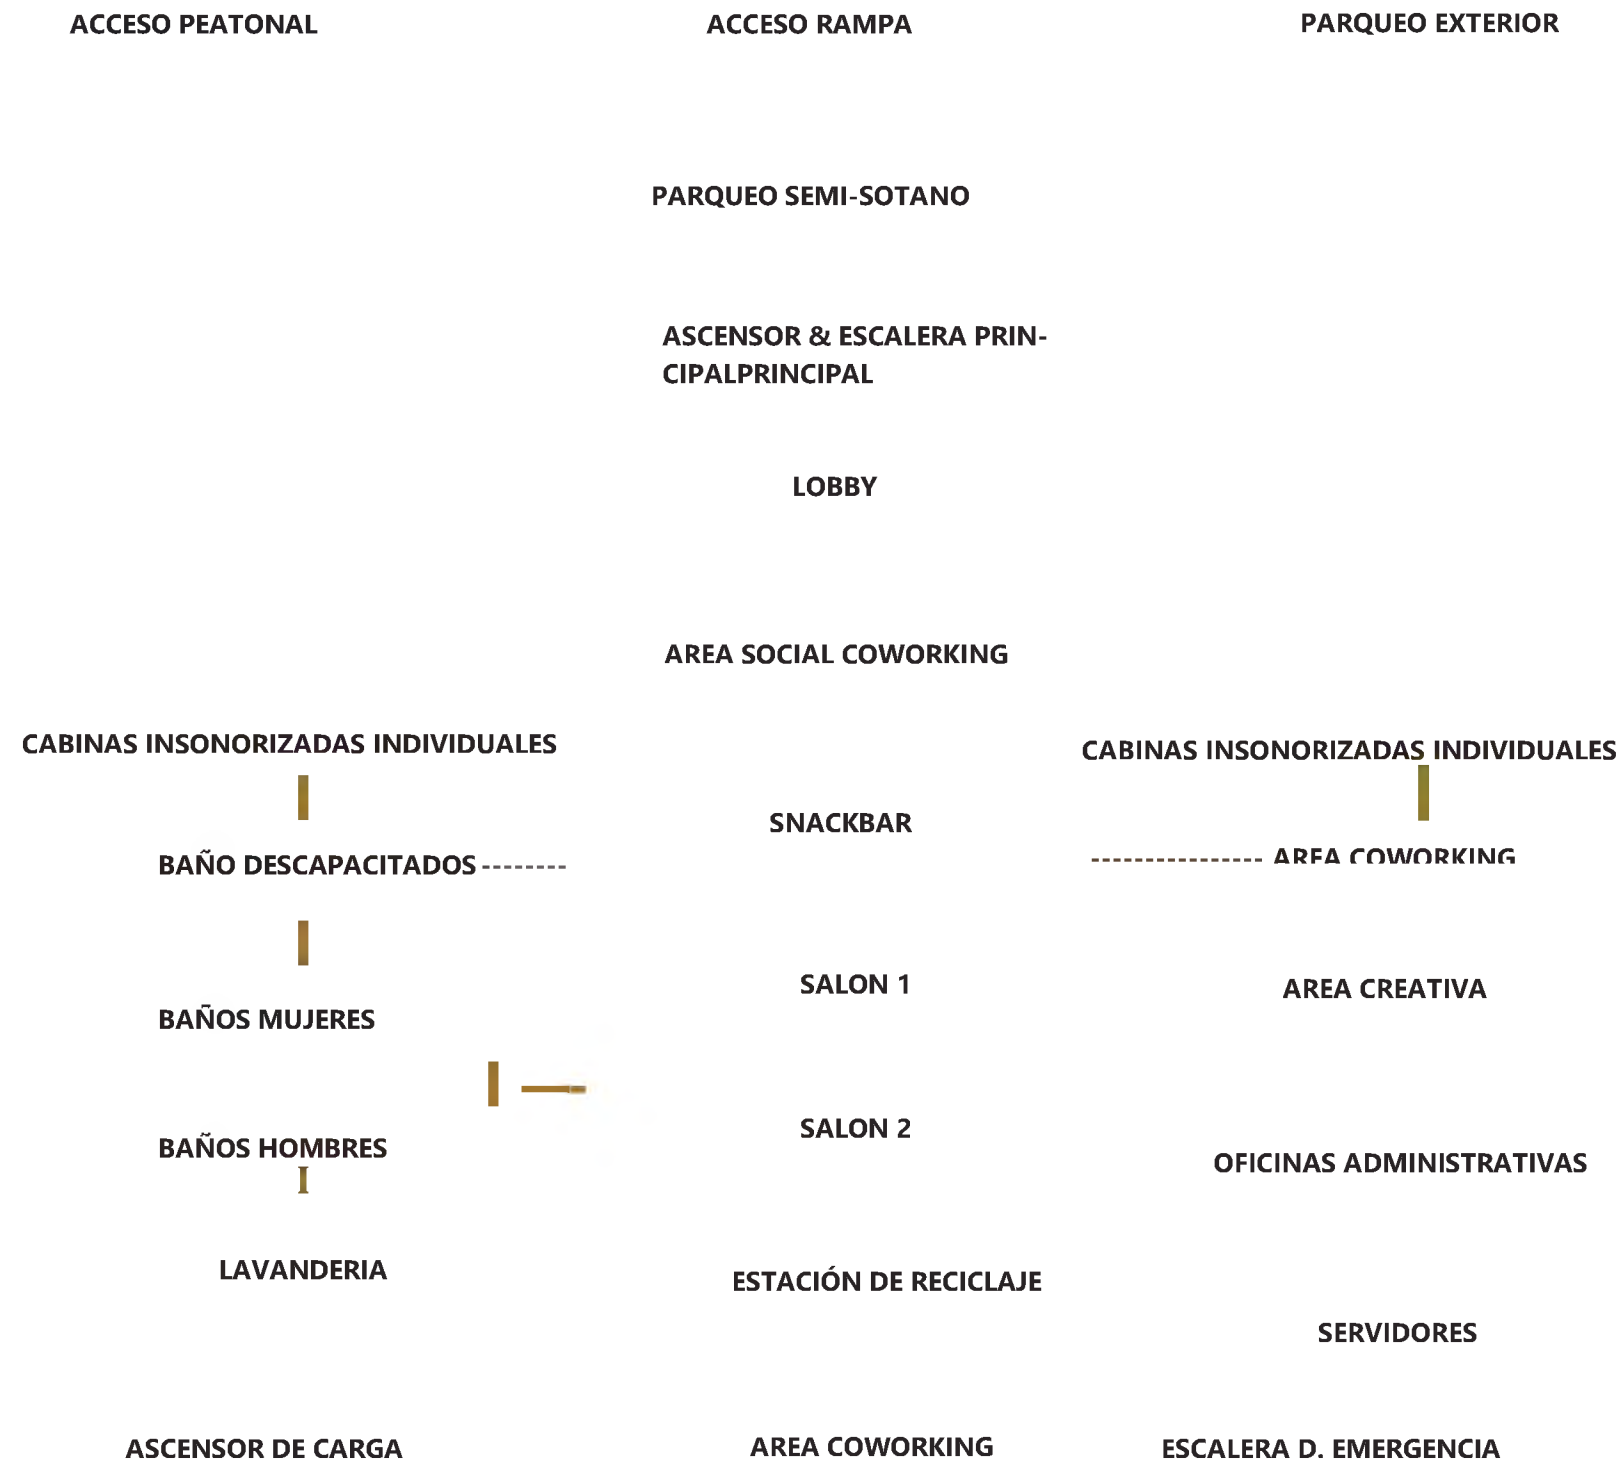 ACCESO PEATONAL
ACCESO RAMPA
PARQUEO EXTERIOR
PARQUEO SEMI-SOTANO
ASCENSOR & ESCALERA PRIN-
CIPALPRINCIPAL
LOBBY
AREA SOCIAL COWORKING
CABINAS INSONORIZADAS INDIVIDUALES
CABINAS INSONORIZADAS INDIVIDUALES
SNACKBAR
BAÑO DESCAPACITADOS
AREA COWORKING
SALON 1
AREA CREATIVA
BAÑOS MUJERES
SALON 2
BAÑOS HOMBRES
OFICINAS ADMINISTRATIVAS
LAVANDERIA
ESTACIÓN DE RECICLAJE
SERVIDORES
ASCENSOR DE CARGA
AREA COWORKING
ESCALERA D. EMERGENCIA